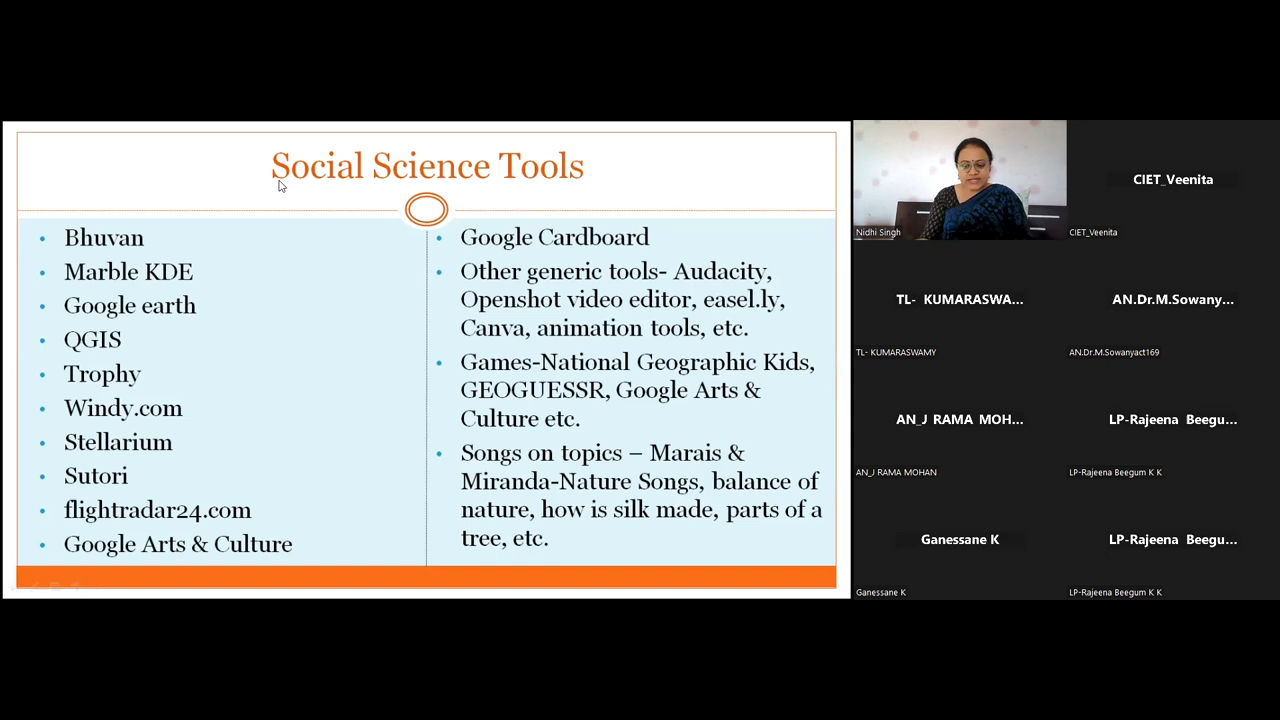 Social Science Tools
• Bhuvan
• Marble KDE
• Google earth
• QGIS
• Trophy
• Windy.com
• Stellarium
• Sutori
• flightradar24.com
• Google Arts & Culture
• Google Cardboard
• Other generic tools- Audacity,
Openshot video editor, easel.ly,
Canva, animation tools, etc.
• Games-National Geographic Kids,
GEOGUESSR, Google Arts &
Culture etc.
• Songs on topics – Marais &
Miranda-Nature Songs, balance of
nature, how is silk made, parts of a
tree, etc.
Nidhi Singh
CIET_Veenita
CIET_Veenita
TL- KUMARASWA...
TL- KUMARASWAMY
AN.Dr.M.Sowany...
AN.Dr.M.Sowanyact169
AN_J RAMA MOH...
AN_J RAMA MOHAN
LP-Rajeena Beegu...
LP-Rajeena Beegum K K
Ganessane K
Ganessane K
LP-Rajeena Beegu...
LP-Rajeena Beegum K K